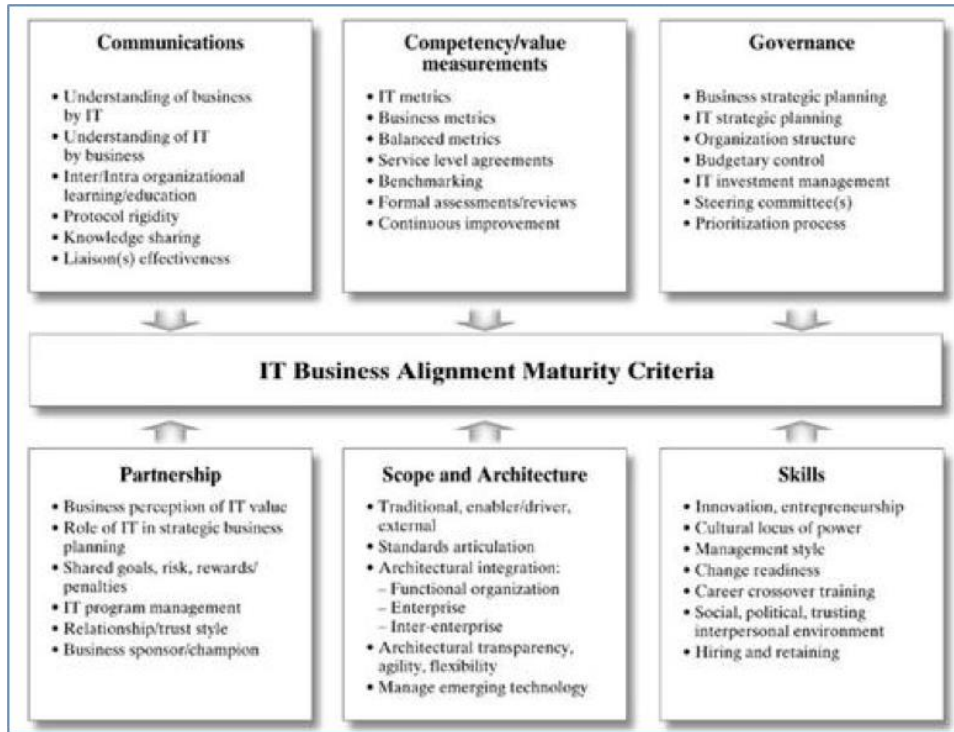 Communications
• Understanding of business
by IT
• Understanding of IT
by business
• Inter/Intra organizational
learning/education
• Protocol rigidity
• Knowledge sharing
• Liaison(s) effectiveness
Competency/value
measurements
• IT metrics
• Business metrics
• Balanced metrics
• Service level agreements
• Benchmarking
• Formal assessments/reviews
• Continuous improvement
Governance
• Business strategic planning
• IT strategic planning
• Organization structure
• Budgetary control
• IT investment management
• Steering committee(s)
• Prioritization process
IT Business Alignment Maturity Criteria
Partnership
• Business perception of IT value
• Role of IT in strategic business
planning
• Shared goals, risk, rewards/
penalties
• IT program management
• Relationship/trust style
• Business sponsor/champion
Scope and Architecture
• Traditional, enabler/driver,
external
• Standards articulation
• Architectural integration:
– Functional organization
– Enterprise
– Inter-enterprise
• Architectural transparency,
agility, flexibility
• Manage emerging technology
Skills
• Innovation, entrepreneurship
• Cultural locus of power
• Management style
• Change readiness
• Career crossover training
• Social, political, trusting
interpersonal environment
• Hiring and retaining